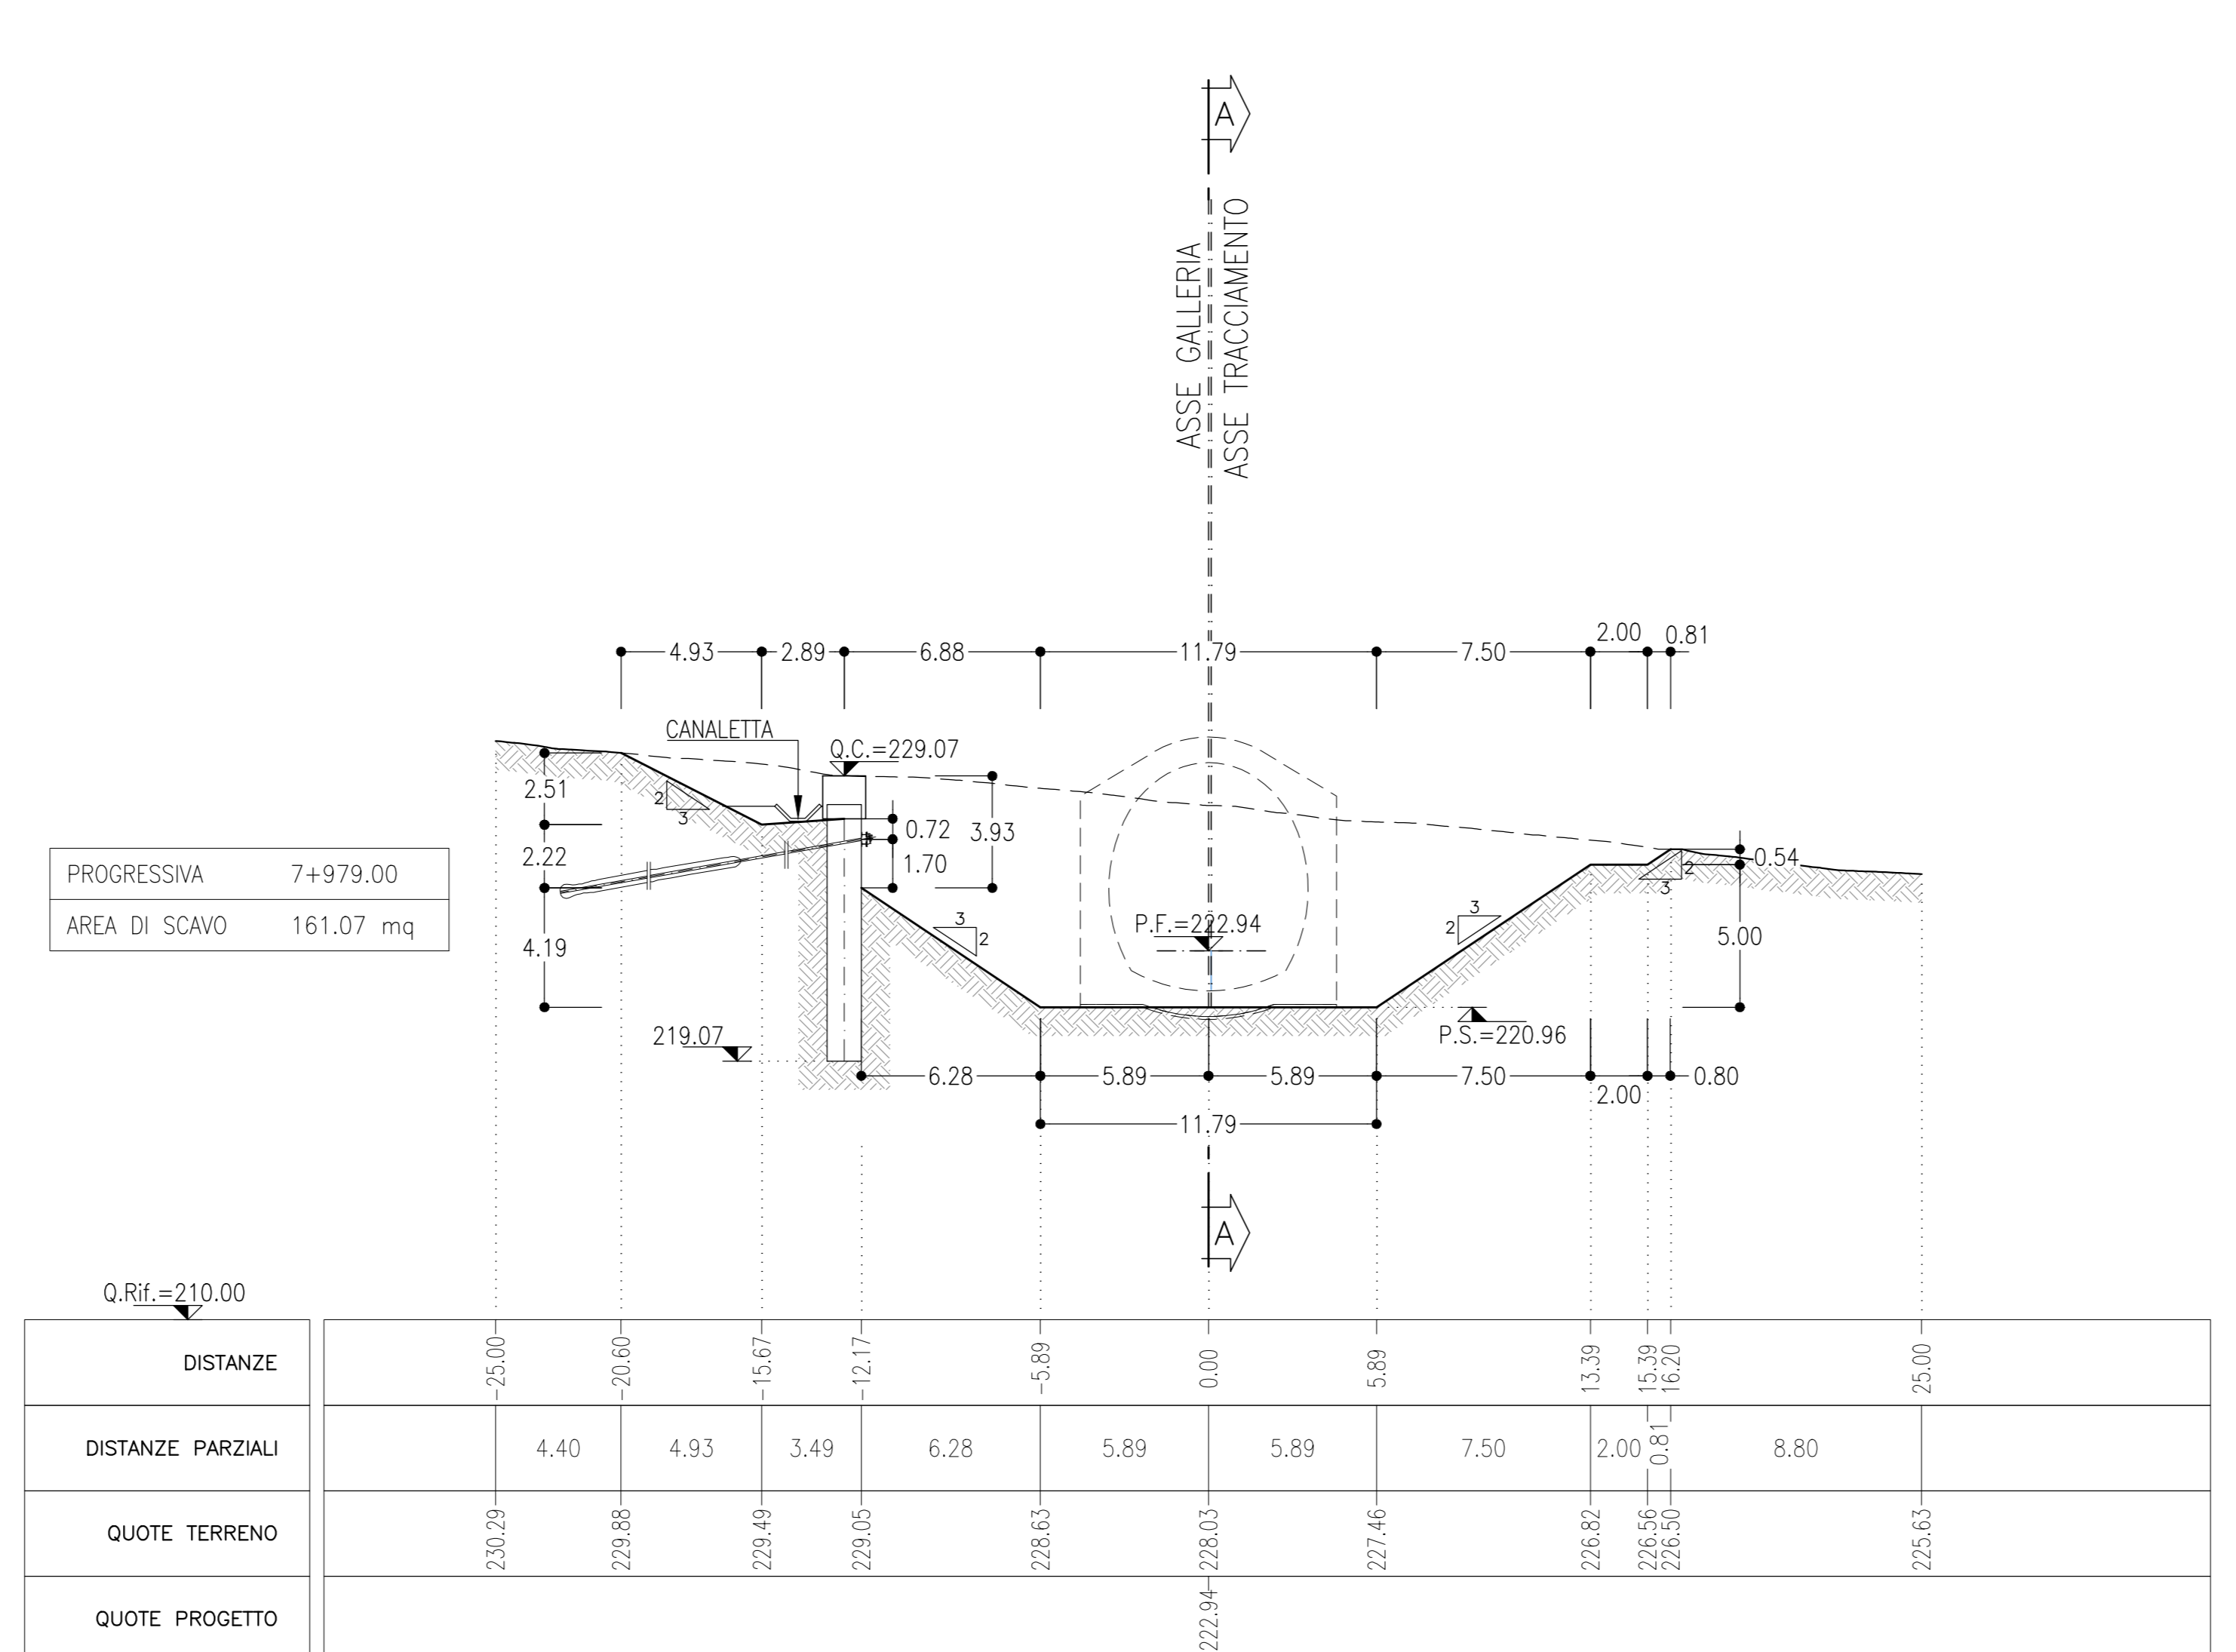 A
ASSE GALLERIA
ASSE TRACCIAMENTO
4.93
2.89
6.88
11.79
7.50
2.00
0.81
CANALETTA
Q.C.=229.07
2.51
2
3
2.22
4.19
0.72
1.70
3.93
3
2
P.F.=222.94
3
2
0.54
2
3
5.00
PROGRESSIVA 7+979.00
AREA DI SCAVO 161.07 mq
219.07
P.S.=220.96
6.28
5.89
5.89
7.50
2.00
0.80
11.79
A
Q.Rif.=210.00
DISTANZE -25.00 -20.60 -15.67 -12.17 -5.89 0.00 5.89 13.39 15.39 16.20 25.00
DISTANZE PARZIALI 4.40 4.93 3.49 6.28 5.89 5.89 7.50 2.00 0.81 8.80
QUOTE TERRENO 230.29 229.88 229.49 229.05 228.63 228.03 227.46 226.82 226.56 226.50 225.63
QUOTE PROGETTO 222.94